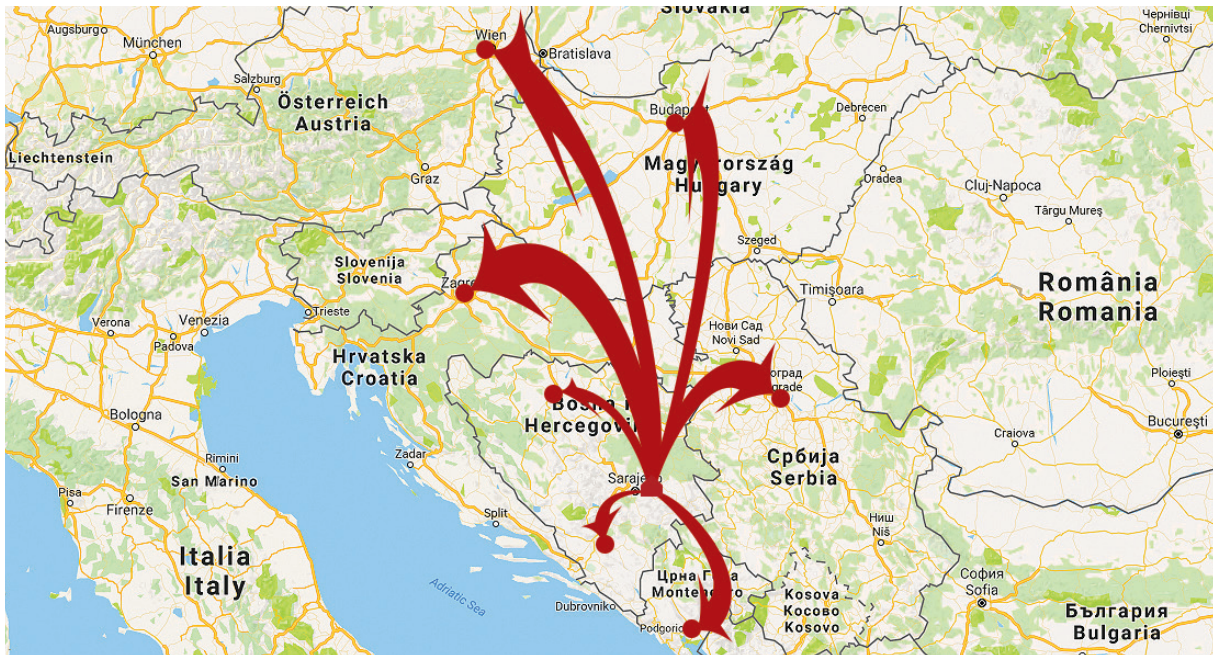 Slovakia
Чернівці
Chernivtsi
Augsburg
München
Wien
Bratislava
Salzburg
Österreich
Austria
Budapest
Debrecen
Liechtenstein
Graz
Magyarország
Hungary
Oradea
Cluj-Napoca
Târgu Mureș
Szeged
Slovenija
Slovenia
Zagreb
Timișoara
România
Romania
Verona
Venezia
Trieste
Padova
Нови Сад
Novi Sad
Hrvatska
Croatia
Ploiești
Bologna
Bosna i
Hercegovina
București
Craiova
Rimini
Zadar
San Marino
Србија
Serbia
Sarajevo
Pisa
Firenze
Split
Ниш
Niš
Italia
Italy
Adriatic Sea
Црна Гора
Montenegro
Dubrovnik
Kosova
Косово
Kosovo
София
Sofia
Podgorica
България
Bulgaria